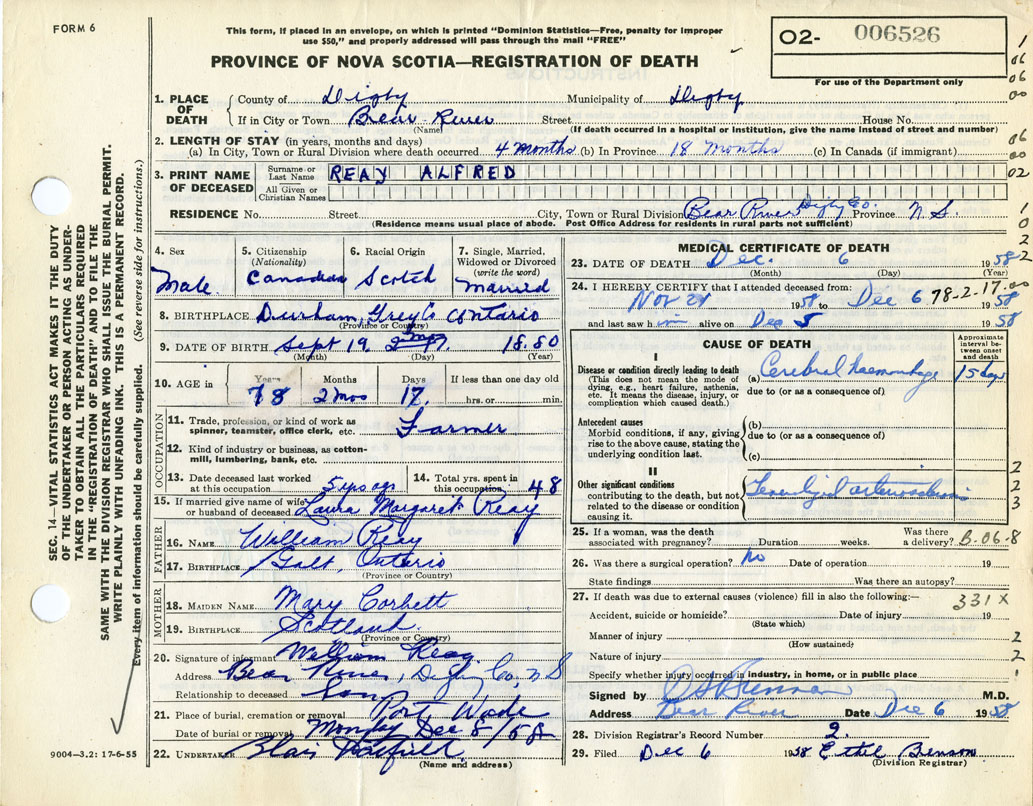 FORM 6
This form, if placed in an envelope, on which is printed "Dominion Statistics—Free, penalty for improper
use $50," and properly addressed will pass through the mail "FREE"
02- 006526
For use of the Department only
PROVINCE OF NOVA SCOTIA—REGISTRATION OF DEATH
1. PLACE OF DEATH
County of Digby Municipality of Digby
If in City or Town Bear River Street House No.
(Name) (If death occurred in a hospital or institution, give the name instead of street and number)
2. LENGTH OF STAY (in years, months and days)
(a) In City, Town or Rural Division where death occurred 4 Months (b) In Province 18 Months (c) In Canada (if immigrant)
3. PRINT NAME OF DECEASED
Surname or Last Name REAY ALFRED
All Given or Christian Names
RESIDENCE No. Street City, Town or Rural Division Bear River Digby Co. Province N S.
(Residence means usual place of abode. Post Office Address for residents in rural parts not sufficient)
4. Sex Male
5. Citizenship (Nationality) Canadian
6. Racial Origin Scotch
7. Single, Married, Widowed or Divorced (write the word) Married
8. BIRTHPLACE Durham, Grey Co Ontario
(Province or Country)
9. DATE OF BIRTH Sept 19, 1880
(Month) (Day) (Year)
10. AGE in Years 78 Months 2 mos Days 17. If less than one day old hrs. or min.
OCCUPATION
11. Trade, profession, or kind of work as spinner, teamster, office clerk, etc. Farmer
12. Kind of industry or business, as cotton-mill, lumbering, bank, etc.
13. Date deceased last worked at this occupation 5 yrs ago
14. Total yrs. spent in this occupation 48
15. If married give name of wife or husband of deceased Laura Margaret Reay
FATHER
16. NAME William Reay
17. BIRTHPLACE Galt, Ontario
(Province or Country)
MOTHER
18. MAIDEN NAME Mary Corbett
19. BIRTHPLACE Scotland.
(Province or Country)
20. Signature of informant William Reay.
Address Bear River, Digby Co, N S
Relationship to deceased Son
21. Place of burial, cremation or removal Port Wade
Date of burial or removal Monday Dec 8/58
22. UNDERTAKER Blair
(Name and address)
MEDICAL CERTIFICATE OF DEATH
23. DATE OF DEATH Dec. 6 1958
(Month) (Day) (Year)
24. I HEREBY CERTIFY that I attended deceased from: 78-2-17.00
Nov 21 1958 to Dec 6 1958
and last saw him alive on Dec 5 1958
CAUSE OF DEATH
Approximate interval between onset and death
I
Disease or condition directly leading to death (a) Cerebral haemorrhage 15 days
(This does not mean the mode of dying, e.g., heart failure, asthenia, etc. It means the disease, injury, or complication which caused death.)
due to (or as a consequence of)
Antecedent causes
Morbid conditions, if any, giving rise to the above cause, stating the underlying condition last.
(b)
due to (or as a consequence of)
(c)
II
Other significant conditions
contributing to the death, but not related to the disease or condition causing it.
25. If a woman, was the death associated with pregnancy? Duration weeks. Was there a delivery? B-06-8
26. Was there a surgical operation? no Date of operation 19
State findings Was there an autopsy?
27. If death was due to external causes (violence) fill in also the following:— 331 X
Accident, suicide or homicide? Date of injury 19
(State which)
Manner of injury
(How sustained)
Nature of injury
Specify whether injury occurred in industry, in home, or in public place
Signed by M.D.
Address Bear River Date Dec 6 1958
28. Division Registrar's Record Number 2.
29. Filed Dec 6 1958 Ethel Benson
(Division Registrar)
SEC. 14—VITAL STATISTICS ACT MAKES IT THE DUTY
OF THE UNDERTAKER OR PERSON ACTING AS UNDER-
TAKER TO OBTAIN ALL THE PARTICULARS REQUIRED
IN THE "REGISTRATION OF DEATH" AND TO FILE THE
SAME WITH THE DIVISION REGISTRAR WHO SHALL ISSUE THE BURIAL PERMIT.
WRITE PLAINLY WITH UNFADING INK. THIS IS A PERMANENT RECORD.
Every item of information should be carefully supplied. (See reverse side for instructions.)
9004—3.2: 17-6-55
1
06
06
00
06
00
02
1
0
2
2
2
2
3
2
2
1